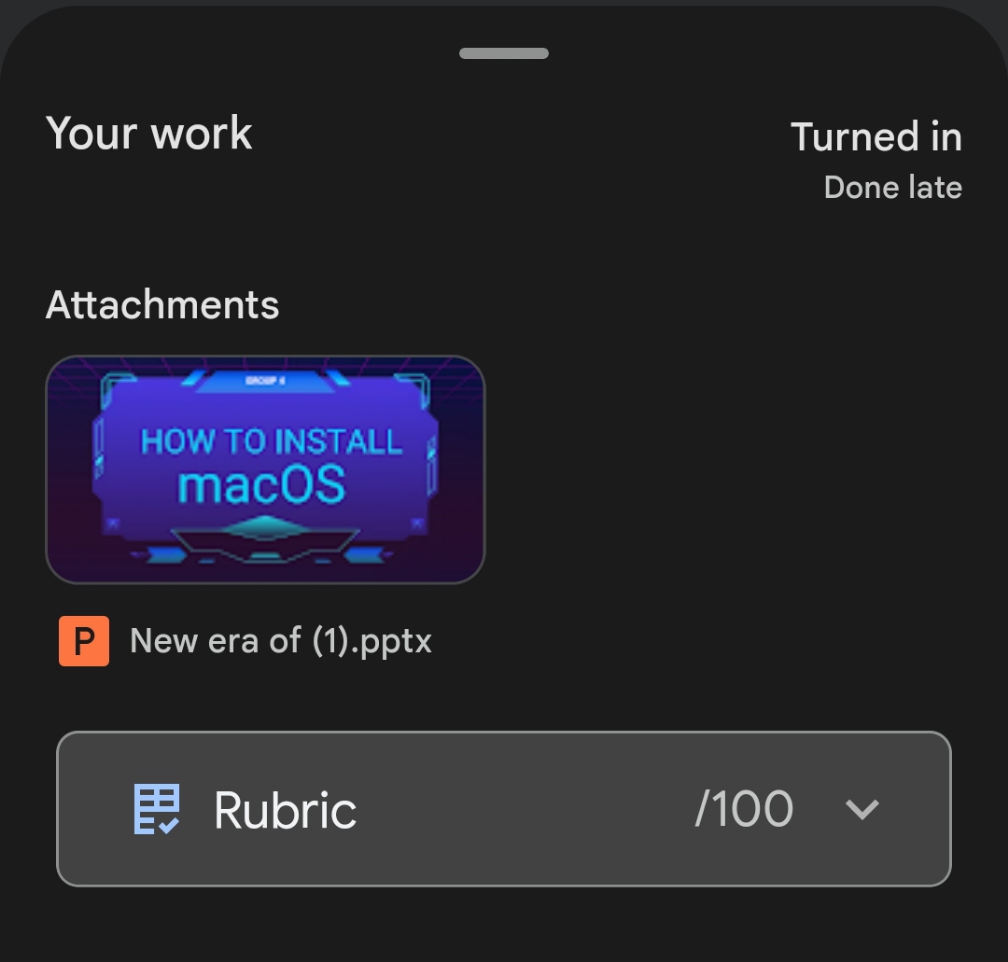 Your work
Turned in
Done late
Attachments
GROUP 4
HOW TO INSTALL
macOS
P
New era of (1).pptx
Rubric
/100